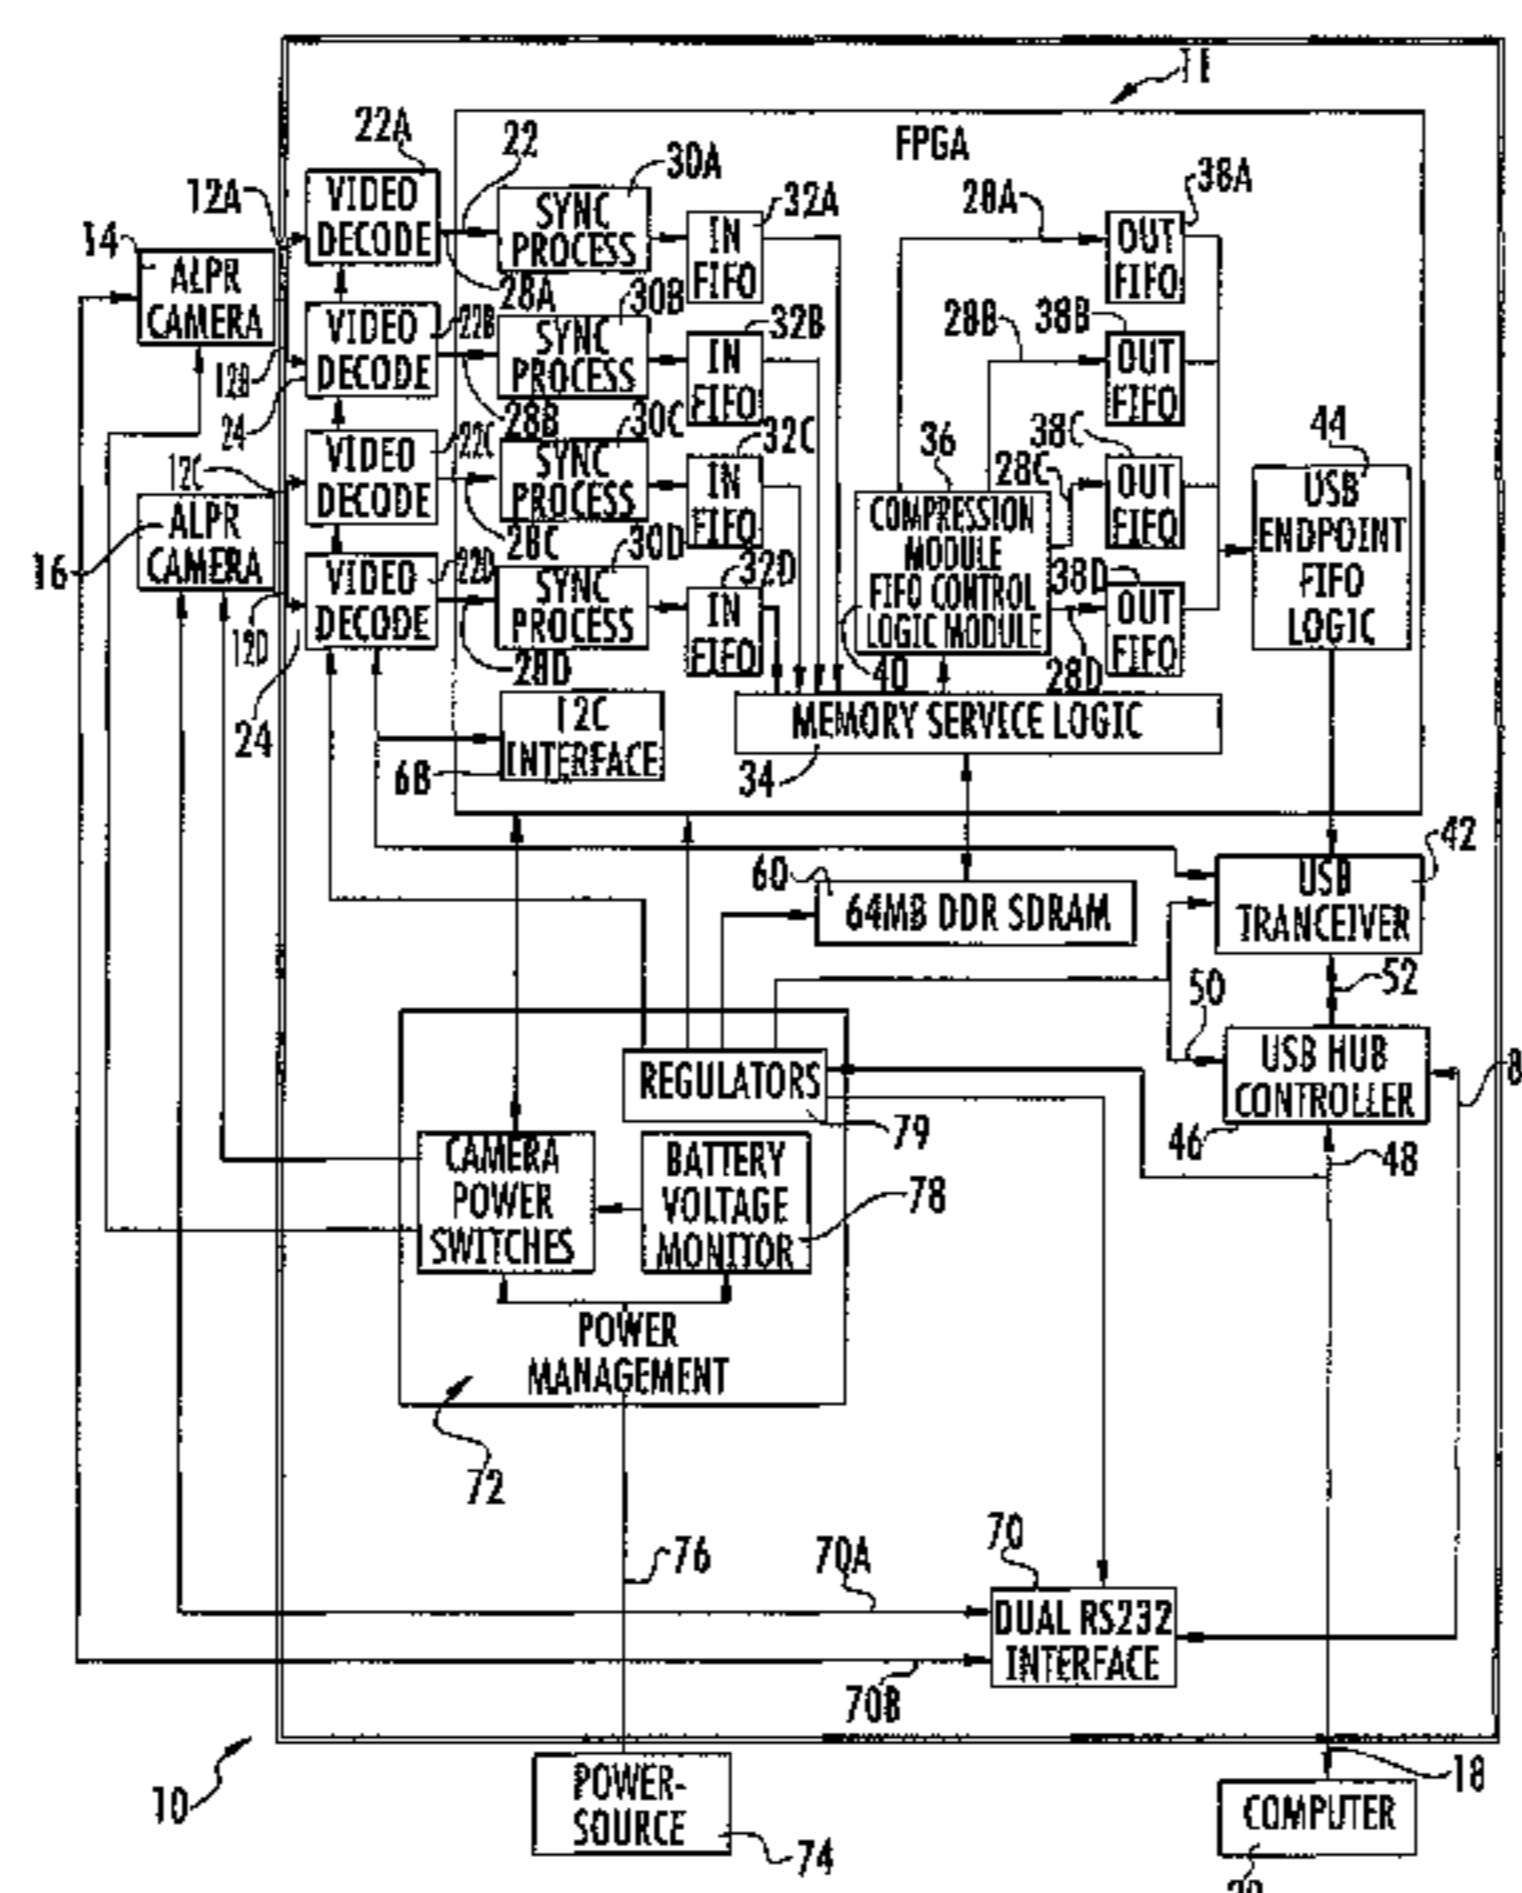 FPGA
22A
22
30A
12A
VIDEO
DECODE
SYNC
PROCESS
32A
IN
FIFO
28A
38A
OUT
FIFO
14
ALPR
CAMERA
28A
30B
12B
24
VIDEO
DECODE
22B
SYNC
PROCESS
32B
IN
FIFO
28B
38B
OUT
FIFO
28B
30C
12C
VIDEO
DECODE
22C
SYNC
PROCESS
32C
IN
FIFO
36
28C
38C
OUT
FIFO
44
USB
ENDPOINT
FIFO
LOGIC
16
ALPR
CAMERA
28C
30D
12D
24
VIDEO
DECODE
22D
SYNC
PROCESS
32D
IN
FIFO
COMPRESSION
MODULE
FIFO CONTROL
LOGIC MODULE
38D
OUT
FIFO
28D
40
28D
I2C
INTERFACE
68
MEMORY SERVICE LOGIC
34
60
64MB DDR SDRAM
42
USB
TRANCEIVER
52
50
USB HUB
CONTROLLER
46
48
8
REGULATORS
79
CAMERA
POWER
SWITCHES
BATTERY
VOLTAGE
MONITOR
78
POWER
MANAGEMENT
72
76
70A
70
DUAL RS232
INTERFACE
70B
10
POWER-
SOURCE
74
18
COMPUTER